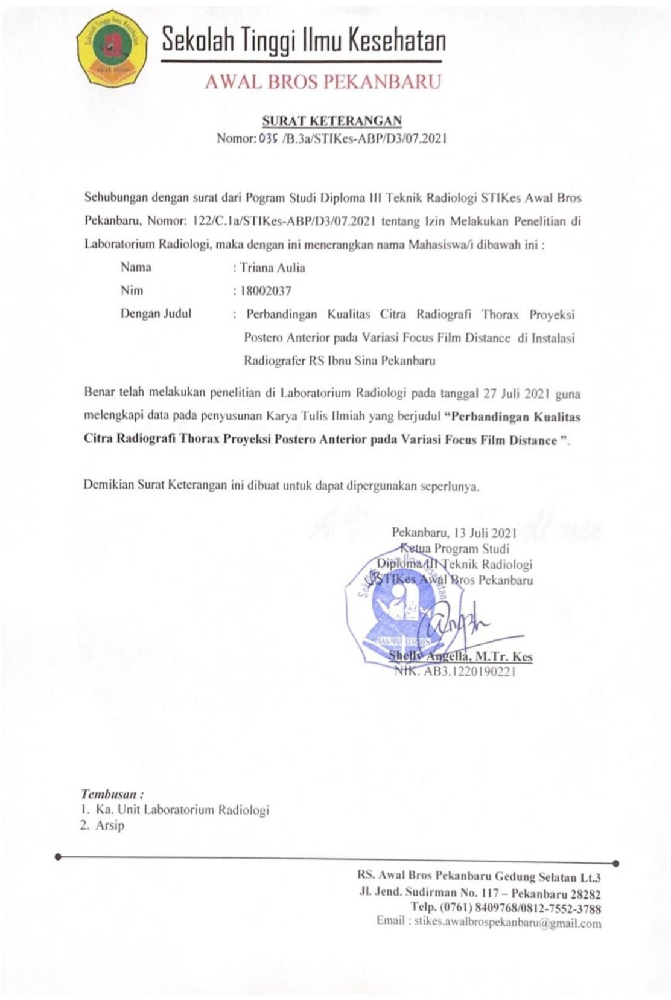 Sekolah Tinggi Ilmu Kesehatan
AWAL BROS PEKANBARU
SURAT KETERANGAN
Nomor: 035 /B.3a/STIKes-ABP/D3/07.2021
Sehubungan dengan surat dari Pogram Studi Diploma III Teknik Radiologi STIKes Awal Bros
Pekanbaru, Nomor: 122/C.1a/STIKes-ABP/D3/07.2021 tentang Izin Melakukan Penelitian di
Laboratorium Radiologi, maka dengan ini menerangkan nama Mahasiswa/i dibawah ini :
Nama : Triana Aulia
Nim : 18002037
Dengan Judul : Perbandingan Kualitas Citra Radiografi Thorax Proyeksi
Postero Anterior pada Variasi Focus Film Distance di Instalasi
Radiografer RS Ibnu Sina Pekanbaru
Benar telah melakukan penelitian di Laboratorium Radiologi pada tanggal 27 Juli 2021 guna
melengkapi data pada penyusunan Karya Tulis Ilmiah yang berjudul “Perbandingan Kualitas
Citra Radiografi Thorax Proyeksi Postero Anterior pada Variasi Focus Film Distance ”.
Demikian Surat Keterangan ini dibuat untuk dapat dipergunakan seperlunya.
Pekanbaru, 13 Juli 2021
Ketua Program Studi
Diploma III Teknik Radiologi
STIKes Awal Bros Pekanbaru
Sekolah Tinggi Ilmu Kesehatan
AWAL BROS
Shelly Angella, M.Tr. Kes
NIK. AB3.1220190221
Tembusan :
1. Ka. Unit Laboratorium Radiologi
2. Arsip
RS. Awal Bros Pekanbaru Gedung Selatan Lt.3
Jl. Jend. Sudirman No. 117 – Pekanbaru 28282
Telp. (0761) 8409768/0812-7552-3788
Email : stikes.awalbrospekanbaru@gmail.com